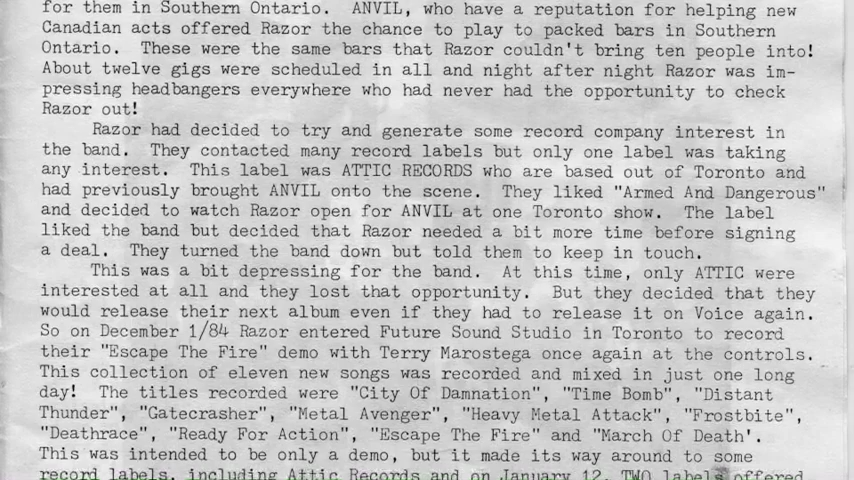 for them in Southern Ontario.  ANVIL, who have a reputation for helping new
Canadian acts offered Razor the chance to play to packed bars in Southern
Ontario.  These were the same bars that Razor couldn't bring ten people into!
About twelve gigs were scheduled in all and night after night Razor was im-
pressing headbangers everywhere who had never had the opportunity to check
Razor out!
Razor had decided to try and generate some record company interest in
the band.  They contacted many record labels but only one label was taking
any interest.  This label was ATTIC RECORDS who are based out of Toronto and
had previously brought ANVIL onto the scene.  They liked "Armed And Dangerous"
and decided to watch Razor open for ANVIL at one Toronto show.  The label
liked the band but decided that Razor needed a bit more time before signing
a deal.  They turned the band down but told them to keep in touch.
This was a bit depressing for the band.  At this time, only ATTIC were
interested at all and they lost that opportunity.  But they decided that they
would release their next album even if they had to release it on Voice again.
So on December 1/84 Razor entered Future Sound Studio in Toronto to record
their "Escape The Fire" demo with Terry Marostega once again at the controls.
This collection of eleven new songs was recorded and mixed in just one long
day!  The titles recorded were "City Of Damnation", "Time Bomb", "Distant
Thunder", "Gatecrasher", "Metal Avenger", "Heavy Metal Attack", "Frostbite",
"Deathrace", "Ready For Action", "Escape The Fire" and "March Of Death'.
This was intended to be only a demo, but it made its way around to some
record labels, including Attic Records and on January 12, TWO labels offered